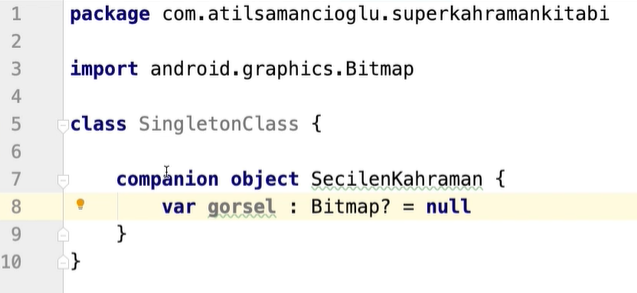 1 package com.atilsamancioglu.superkahramankitabi
2
3 import android.graphics.Bitmap
4
5 class SingletonClass {
6
7 companion object SecilenKahraman {
8 var gorsel : Bitmap? = null
9 }
10 }